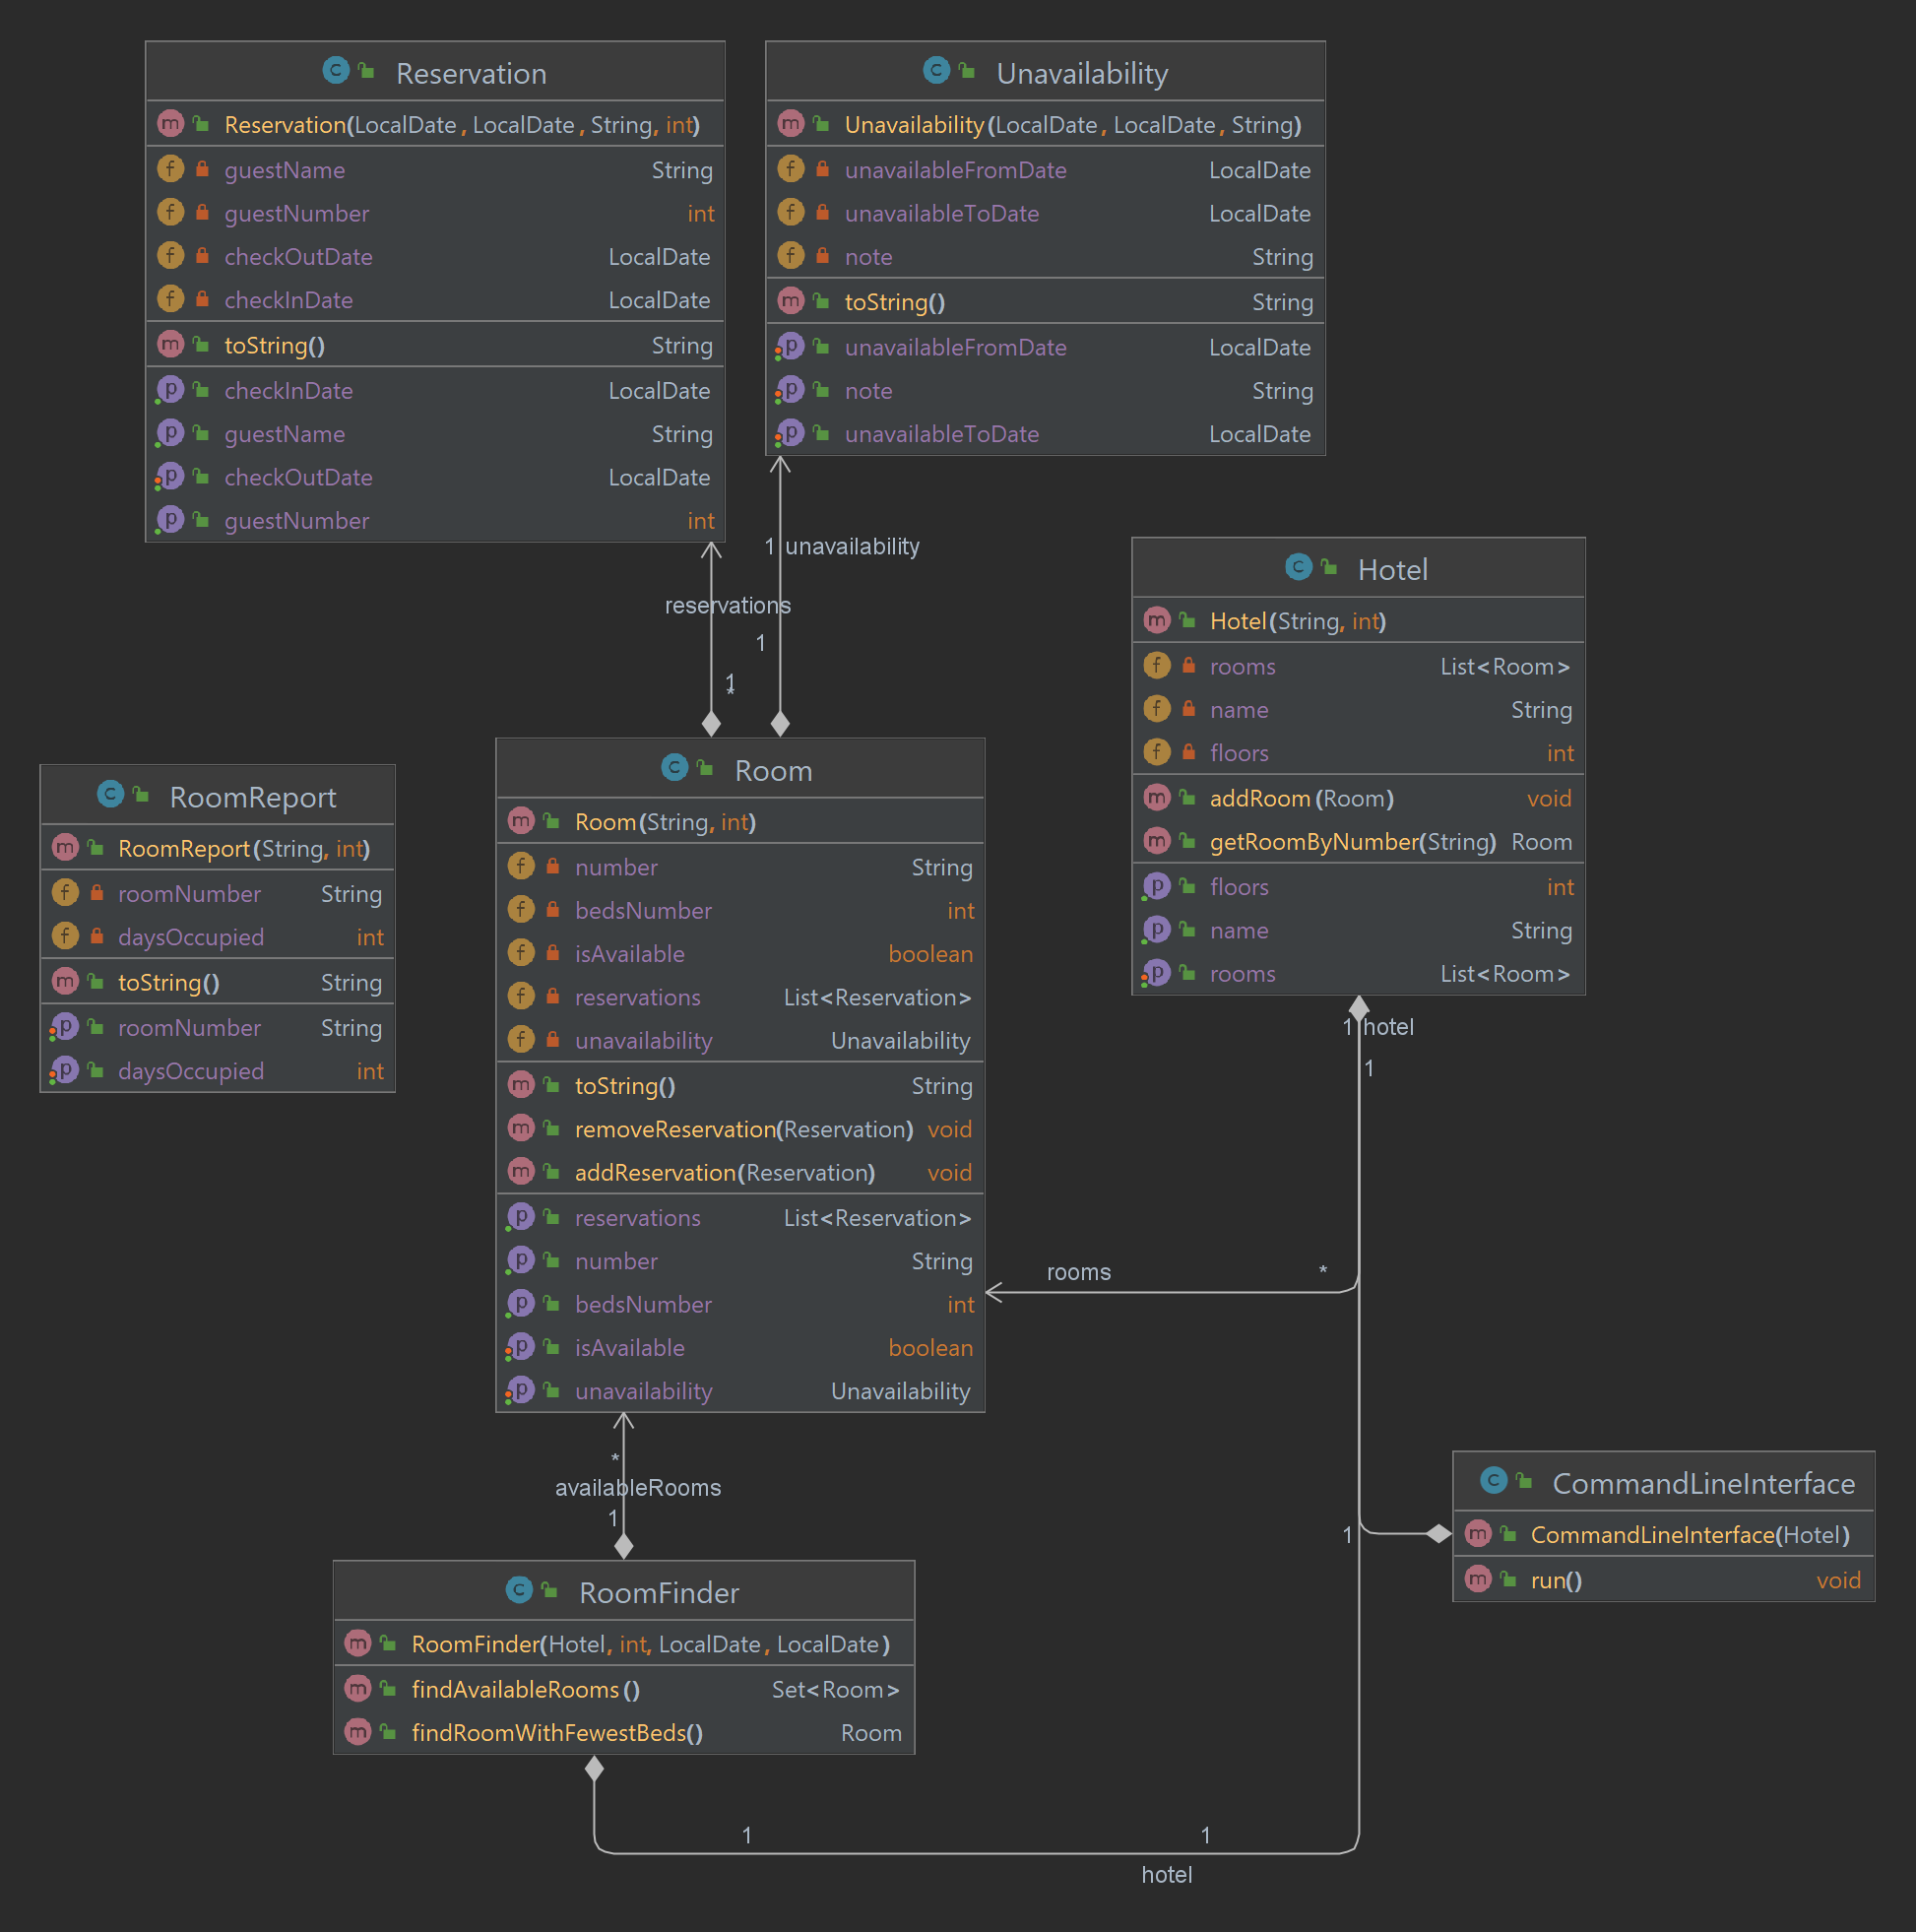 Reservation
Reservation(LocalDate, LocalDate, String, int)
guestName String
guestNumber int
checkOutDate LocalDate
checkInDate LocalDate
toString() String
checkInDate LocalDate
guestName String
checkOutDate LocalDate
guestNumber int
Unavailability
Unavailability(LocalDate, LocalDate, String)
unavailableFromDate LocalDate
unavailableToDate LocalDate
note String
toString() String
unavailableFromDate LocalDate
note String
unavailableToDate LocalDate
1 unavailability
reservations
1
1
*
Hotel
Hotel(String, int)
rooms List<Room>
name String
floors int
addRoom(Room) void
getRoomByNumber(String) Room
floors int
name String
rooms List<Room>
1 hotel
1
RoomReport
RoomReport(String, int)
roomNumber String
daysOccupied int
toString() String
roomNumber String
daysOccupied int
Room
Room(String, int)
number String
bedsNumber int
isAvailable boolean
reservations List<Reservation>
unavailability Unavailability
toString() String
removeReservation(Reservation) void
addReservation(Reservation) void
reservations List<Reservation>
number String
bedsNumber int
isAvailable boolean
unavailability Unavailability
rooms *
*
availableRooms
1
CommandLineInterface
CommandLineInterface(Hotel)
run() void
1
RoomFinder
RoomFinder(Hotel, int, LocalDate, LocalDate)
findAvailableRooms() Set<Room>
findRoomWithFewestBeds() Room
1 1
hotel